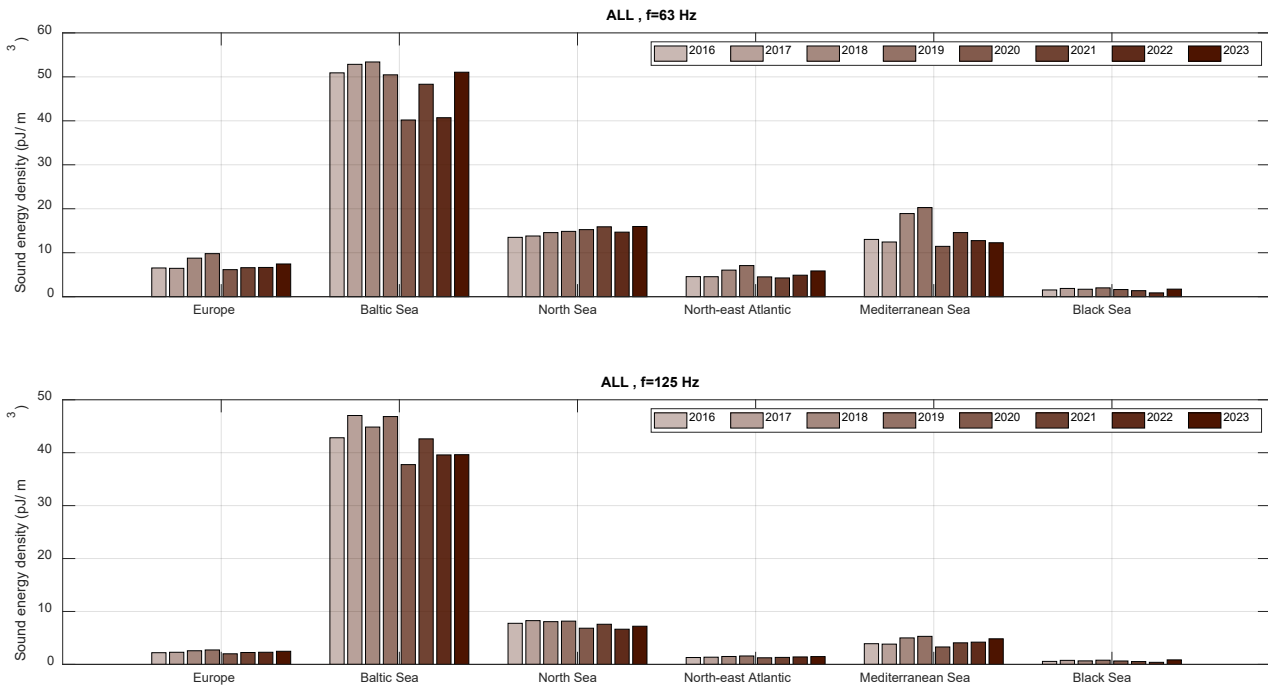 ALL , f=63 Hz
Sound energy density (pJ/ m
3
)
60
50
40
30
20
10
0
2016 2017 2018 2019 2020 2021 2022 2023
Europe Baltic Sea North Sea North-east Atlantic Mediterranean Sea Black Sea
ALL , f=125 Hz
Sound energy density (pJ/ m
3
)
50
40
30
20
10
0
2016 2017 2018 2019 2020 2021 2022 2023
Europe Baltic Sea North Sea North-east Atlantic Mediterranean Sea Black Sea